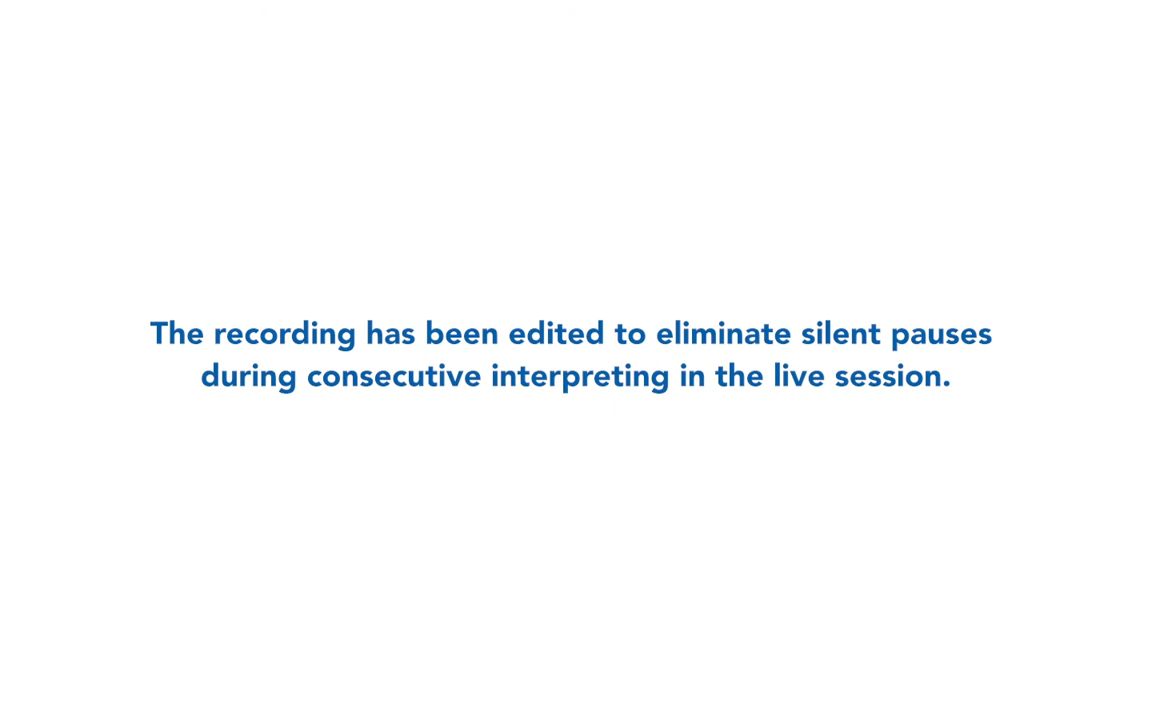 The recording has been edited to eliminate silent pauses
during consecutive interpreting in the live session.